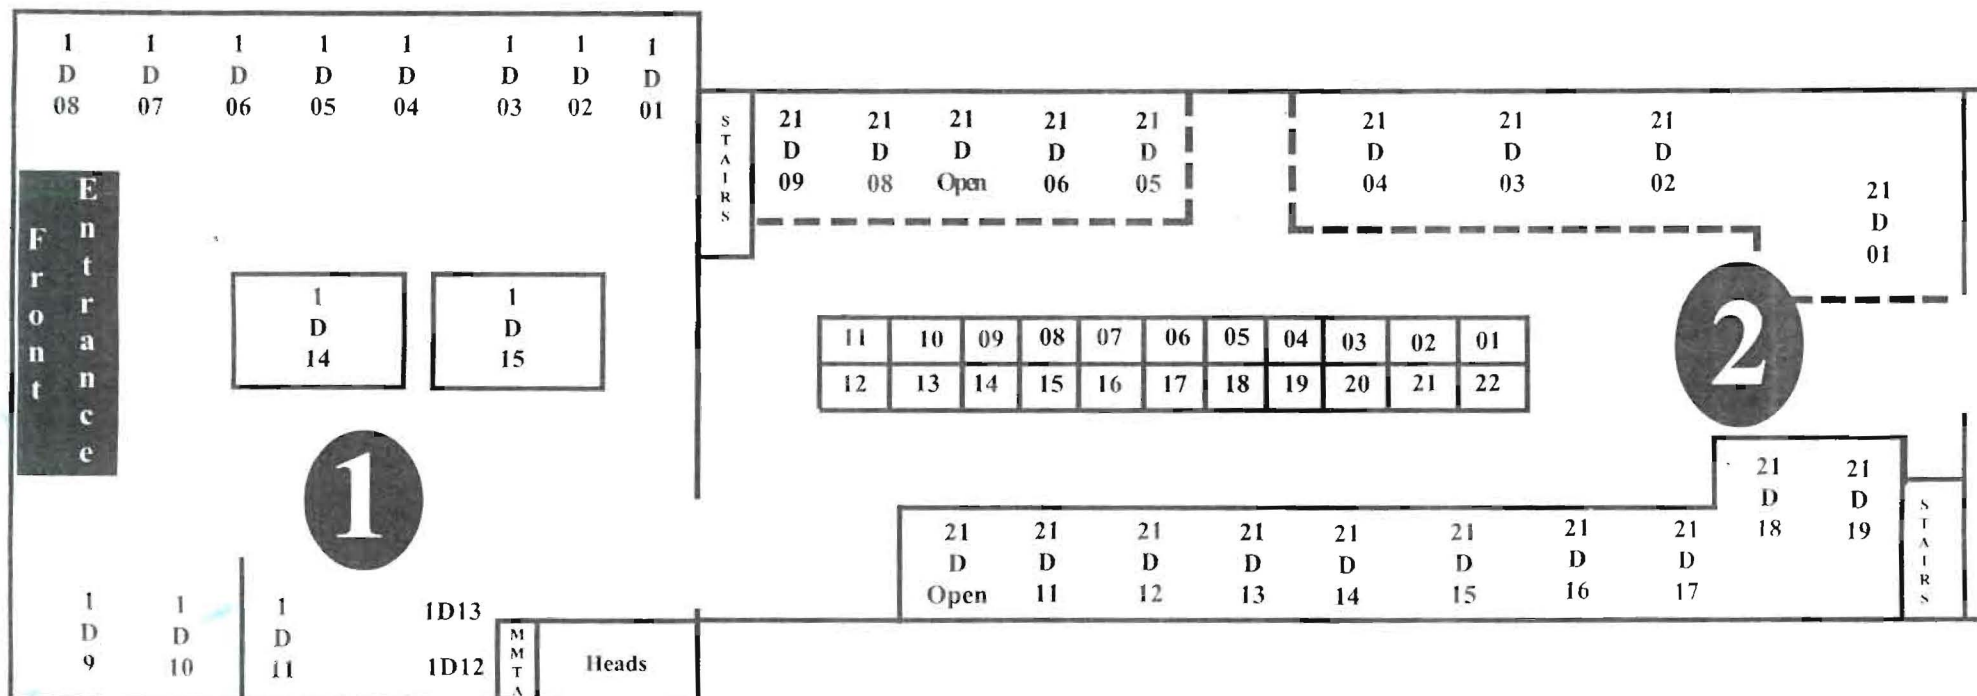 1 D 08
1 D 07
1 D 06
1 D 05
1 D 04
1 D 03
1 D 02
1 D 01
Front
Entrance
1 D 14
1 D 15
1
1 D 9
1 D 10
1 D 11
1D13
1D12
MMTA
Heads
STAIRS
21 D 09
21 D 08
21 D Open
21 D 06
21 D 05
21 D 04
21 D 03
21 D 02
21 D 01
11 10 09 08 07 06 05 04 03 02 01
12 13 14 15 16 17 18 19 20 21 22
2
21 D Open
21 D 11
21 D 12
21 D 13
21 D 14
21 D 15
21 D 16
21 D 17
21 D 18
21 D 19
STAIRS